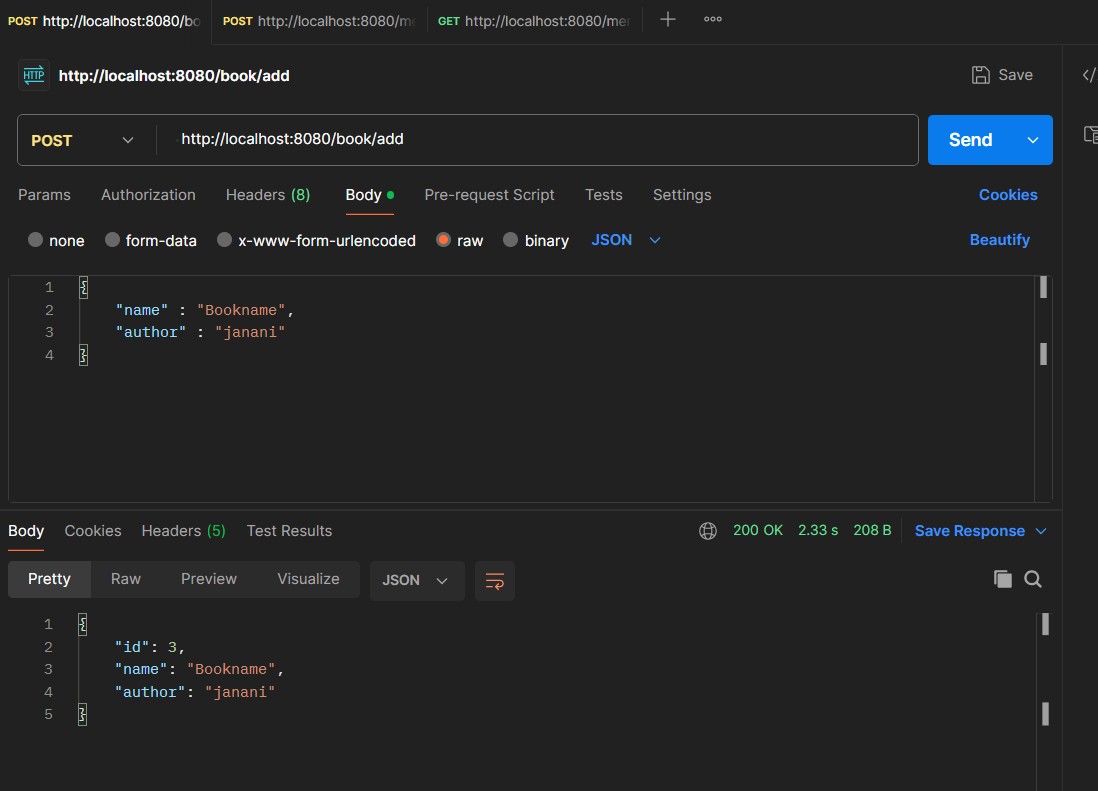 POST http://localhost:8080/bo POST http://localhost:8080/me GET http://localhost:8080/mer
HTTP http://localhost:8080/book/add Save
POST http://localhost:8080/book/add Send
Params Authorization Headers (8) Body Pre-request Script Tests Settings Cookies
none form-data x-www-form-urlencoded raw binary JSON Beautify
1 {
2 "name" : "Bookname",
3 "author" : "janani"
4 }
Body Cookies Headers (5) Test Results 200 OK 2.33 s 208 B Save Response
Pretty Raw Preview Visualize JSON
1 {
2 "id": 3,
3 "name": "Bookname",
4 "author": "janani"
5 }